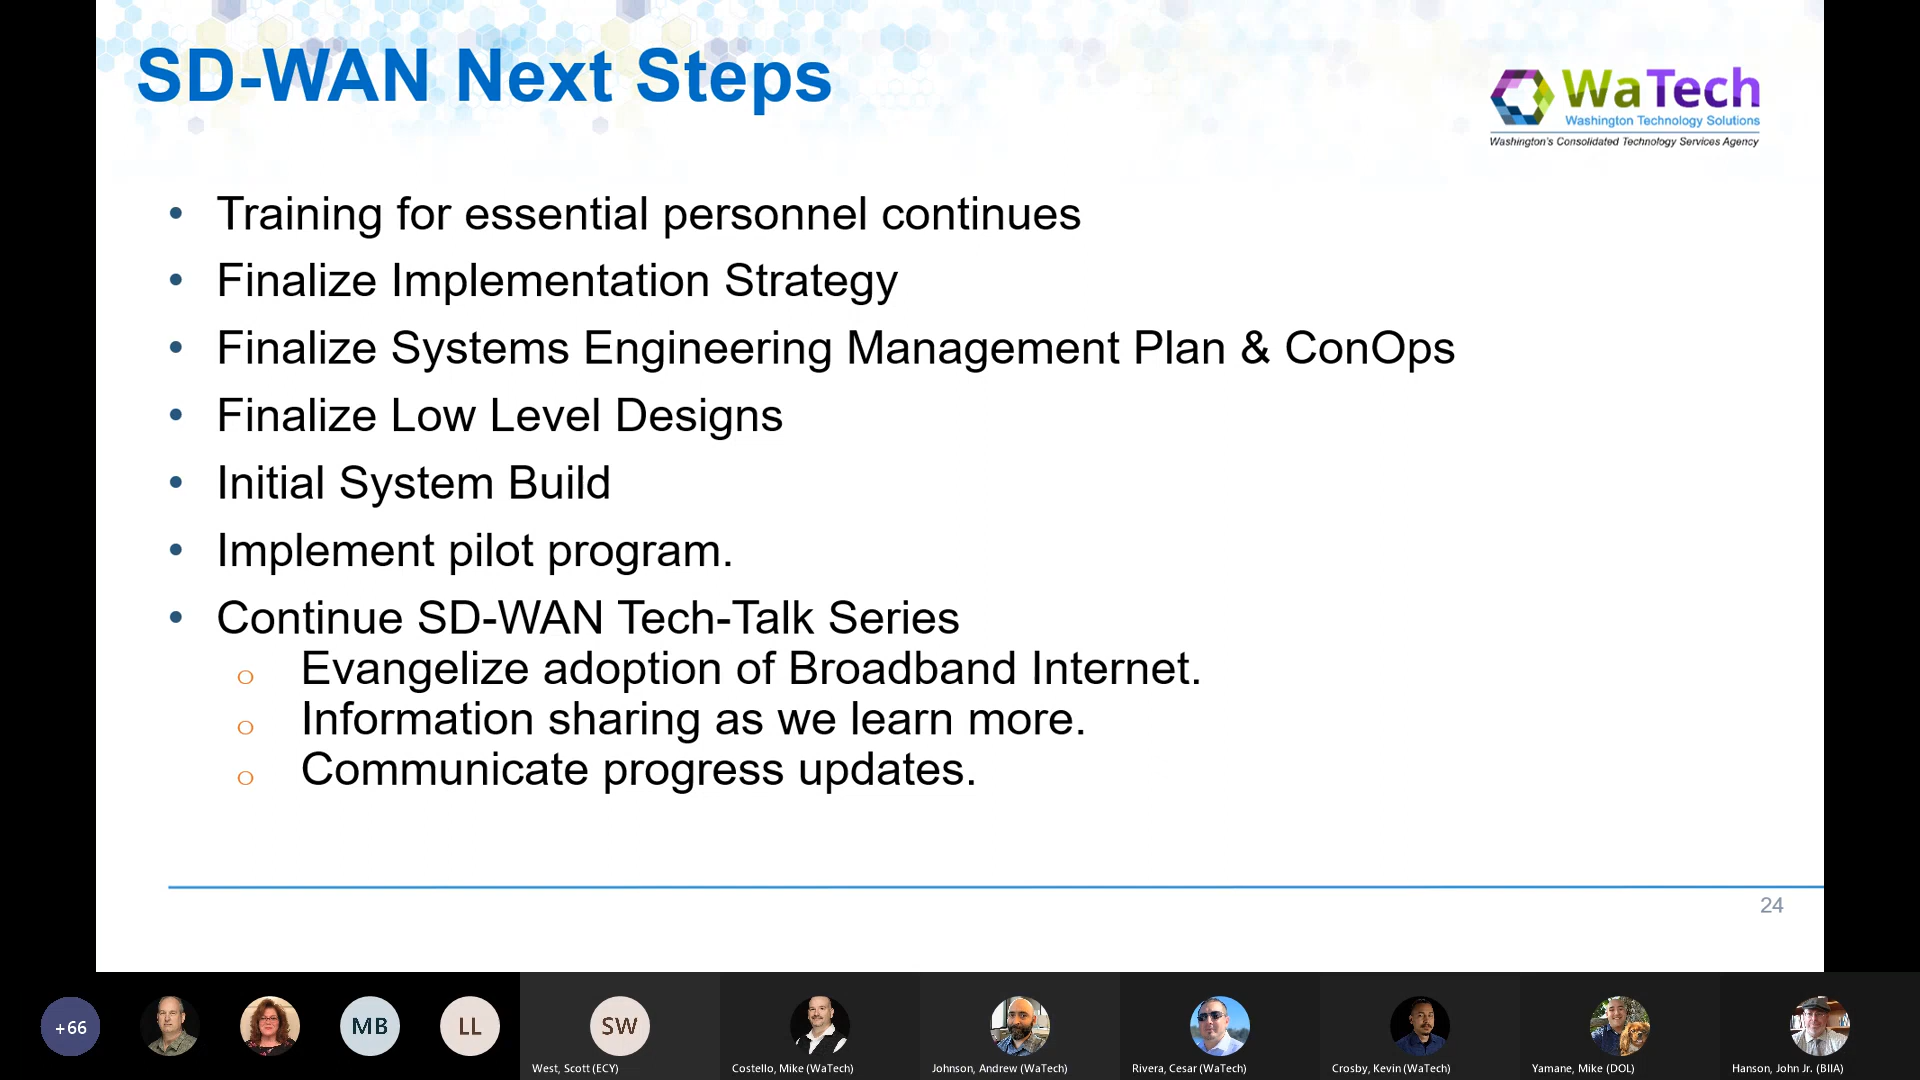 SD-WAN Next Steps
WaTech
Washington Technology Solutions
Washington's Consolidated Technology Services Agency
• Training for essential personnel continues
• Finalize Implementation Strategy
• Finalize Systems Engineering Management Plan & ConOps
• Finalize Low Level Designs
• Initial System Build
• Implement pilot program.
• Continue SD-WAN Tech-Talk Series
o Evangelize adoption of Broadband Internet.
o Information sharing as we learn more.
o Communicate progress updates.
24
+66
MB
LL
SW
West, Scott (ECY)
Costello, Mike (WaTech)
Johnson, Andrew (WaTech)
Rivera, Cesar (WaTech)
Crosby, Kevin (WaTech)
Yamane, Mike (DOL)
Hanson, John Jr. (BIIA)